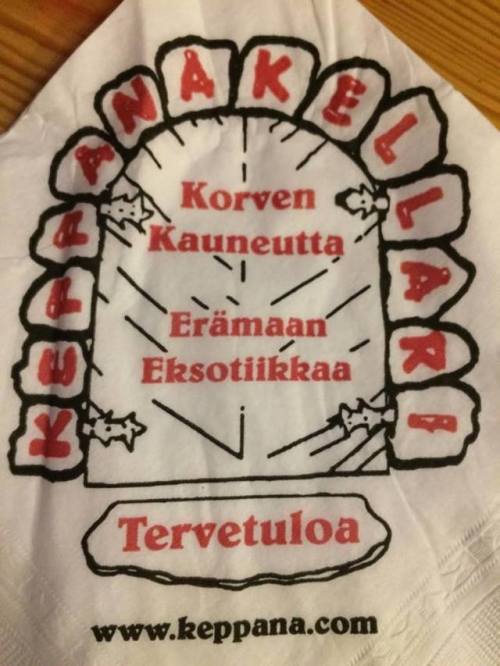 KEPPANAKELLARI
Korven
Kauneutta
Erämaan
Eksotiikkaa
Tervetuloa
www.keppana.com